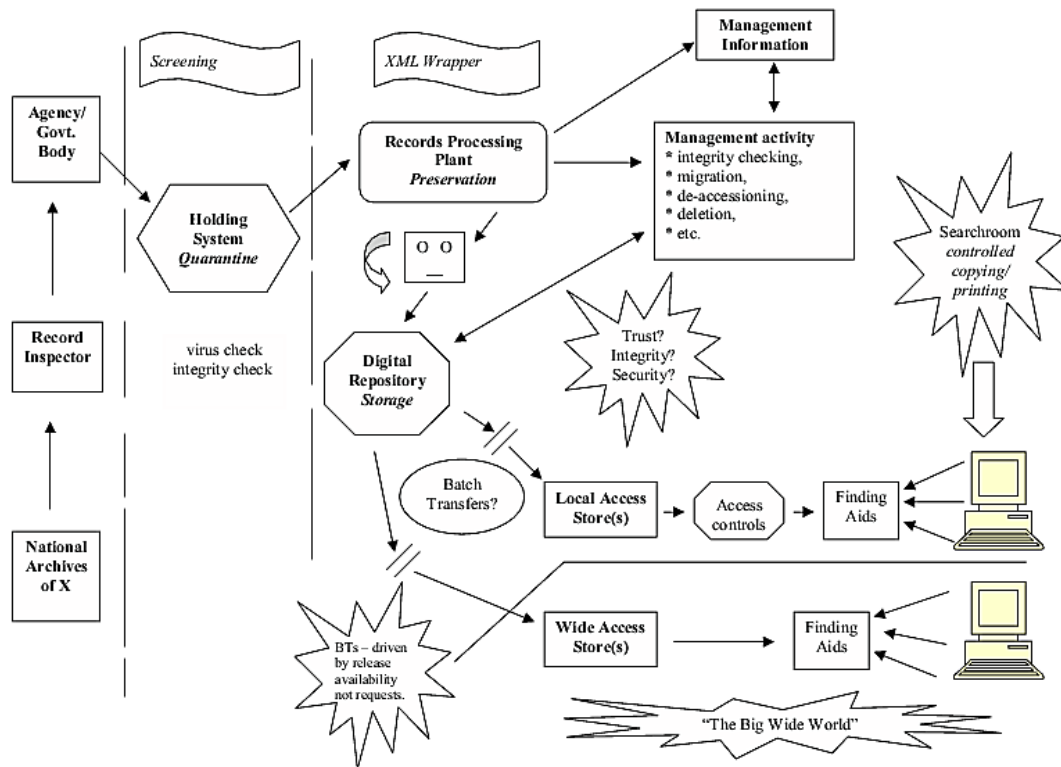 Screening
XML Wrapper
Management
Information
Agency/
Govt.
Body
Records Processing
Plant
Preservation
Management activity
* integrity checking,
* migration,
* de-accessioning,
* deletion,
* etc.
Holding
System
Quarantine
O O
Searchroom
controlled
copying/
printing
Record
Inspector
virus check
integrity check
Digital
Repository
Storage
Trust?
Integrity?
Security?
Batch
Transfers?
Local Access
Store(s)
Access
controls
Finding
Aids
National
Archives
of X
BTs – driven
by release
availability
not requests.
Wide Access
Store(s)
Finding
Aids
“The Big Wide World”